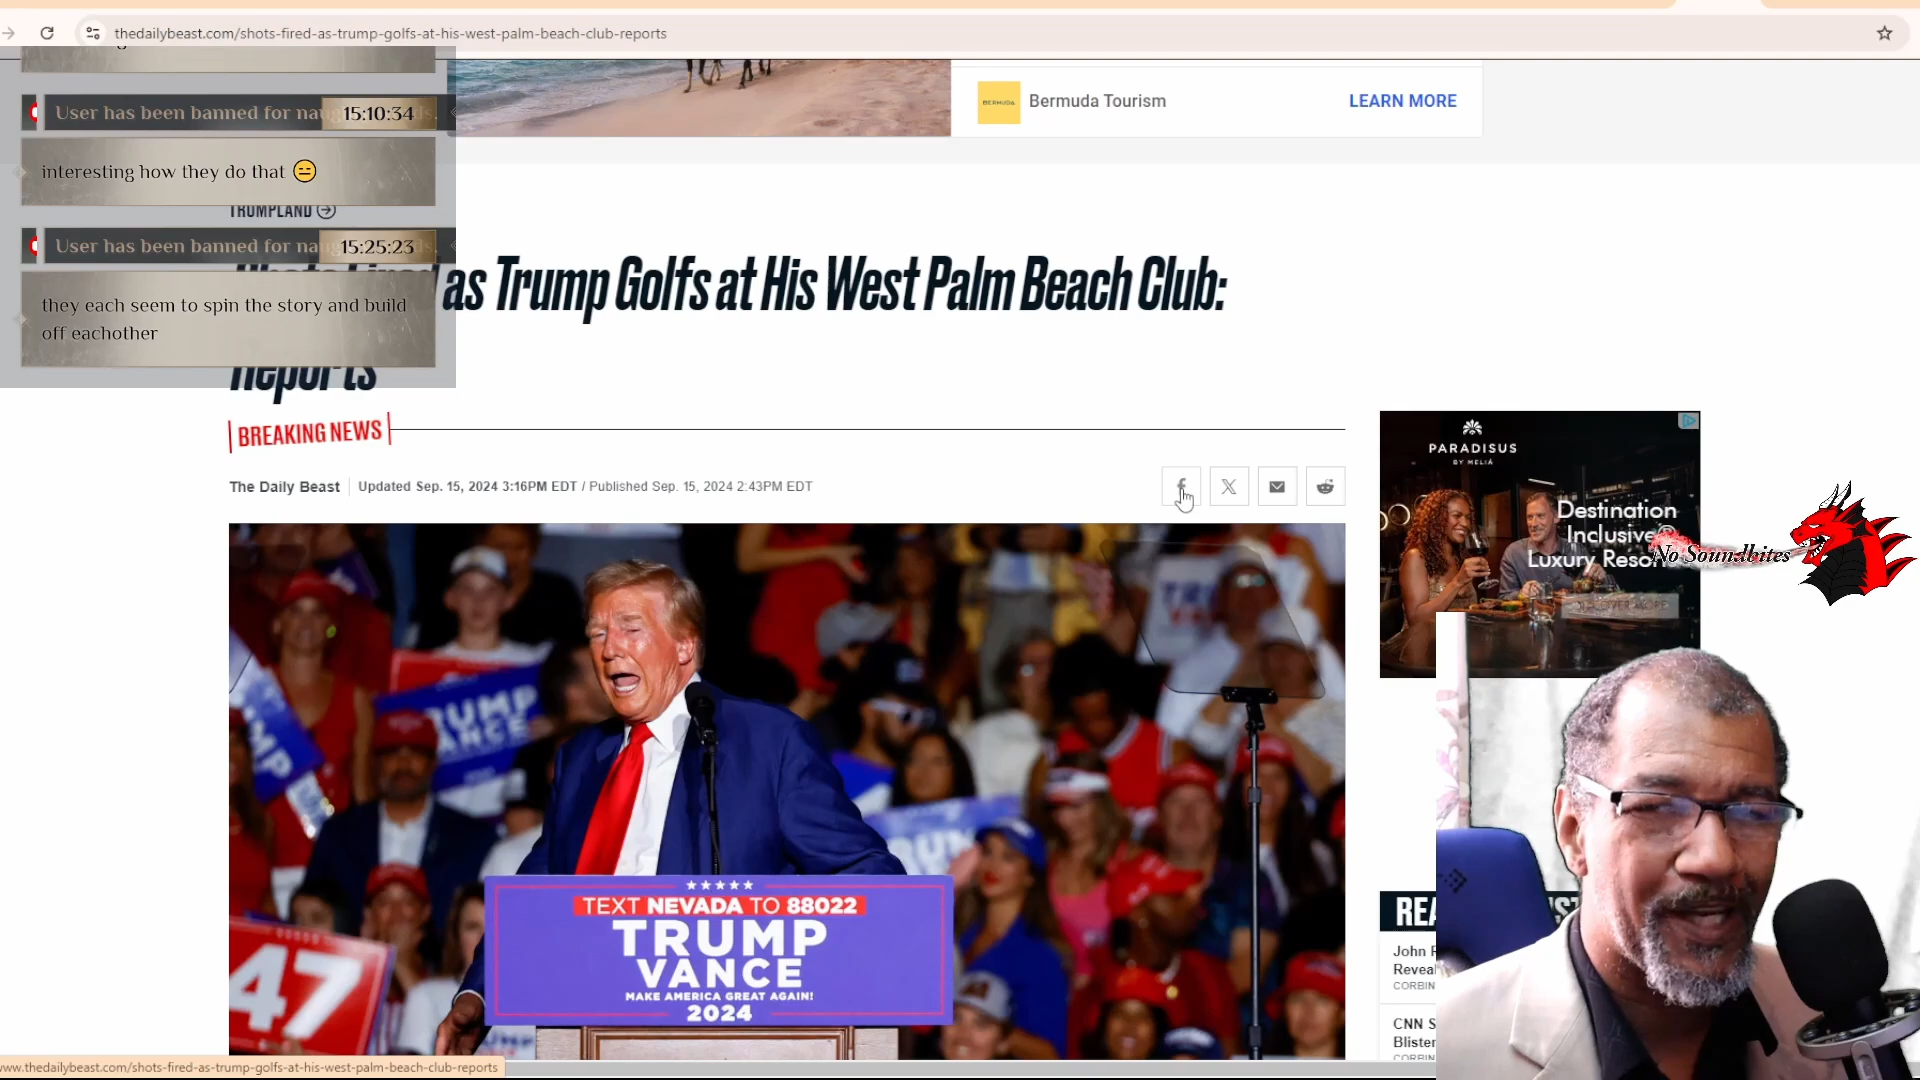 thedailybeast.com/shots-fired-as-trump-golfs-at-his-west-palm-beach-club-reports
Bermuda Tourism
LEARN MORE
BERMUDA
User has been banned for
15:10:34
interesting how they do that 😑
TRUMPLAND
User has been banned for
15:25:23
they each seem to spin the story and build
off eachother
as Trump Golfs at His West Palm Beach Club:
Reports
BREAKING NEWS
The Daily Beast
Updated Sep. 15, 2024 3:16PM EDT / Published Sep. 15, 2024 2:43PM EDT
PARADISUS
BY MELIÁ
Destination
Inclusive®
Luxury
No Soundbites
TRUMP
VANCE
47
TEXT NEVADA TO 88022
TRUMP
VANCE
MAKE AMERICA GREAT AGAIN!
2024
John
CNN
www.thedailybeast.com/shots-fired-as-trump-golfs-at-his-west-palm-beach-club-reports